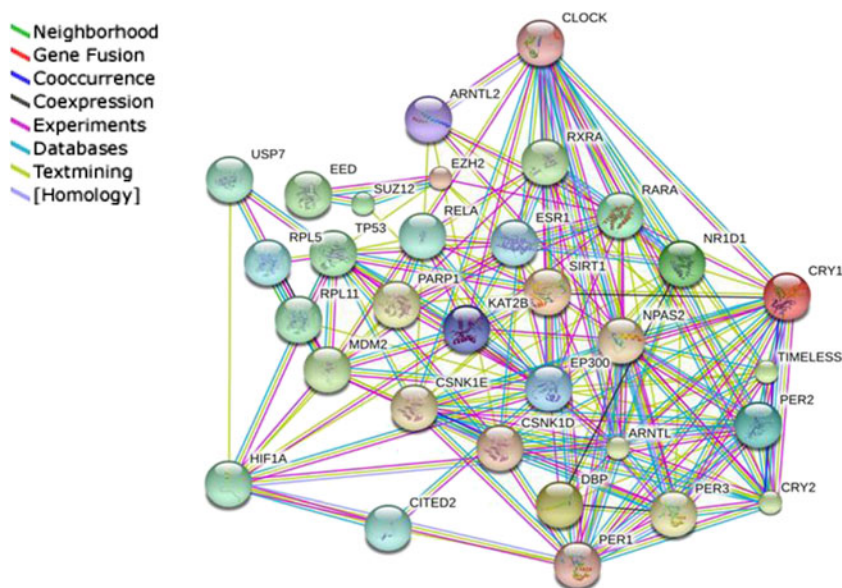 Neighborhood
Gene Fusion
Cooccurrence
Coexpression
Experiments
Databases
Textmining
[Homology]
CLOCK
ARNTL2
RXRA
USP7
EED
EZH2
SUZ12
RARA
TP53
RELA
ESR1
NR1D1
RPL5
PARP1
SIRT1
CRY1
RPL11
KAT2B
NPAS2
MDM2
EP300
TIMELESS
CSNK1E
PER2
CSNK1D
ARNTL
HIF1A
CITED2
DBP
PER3
CRY2
PER1